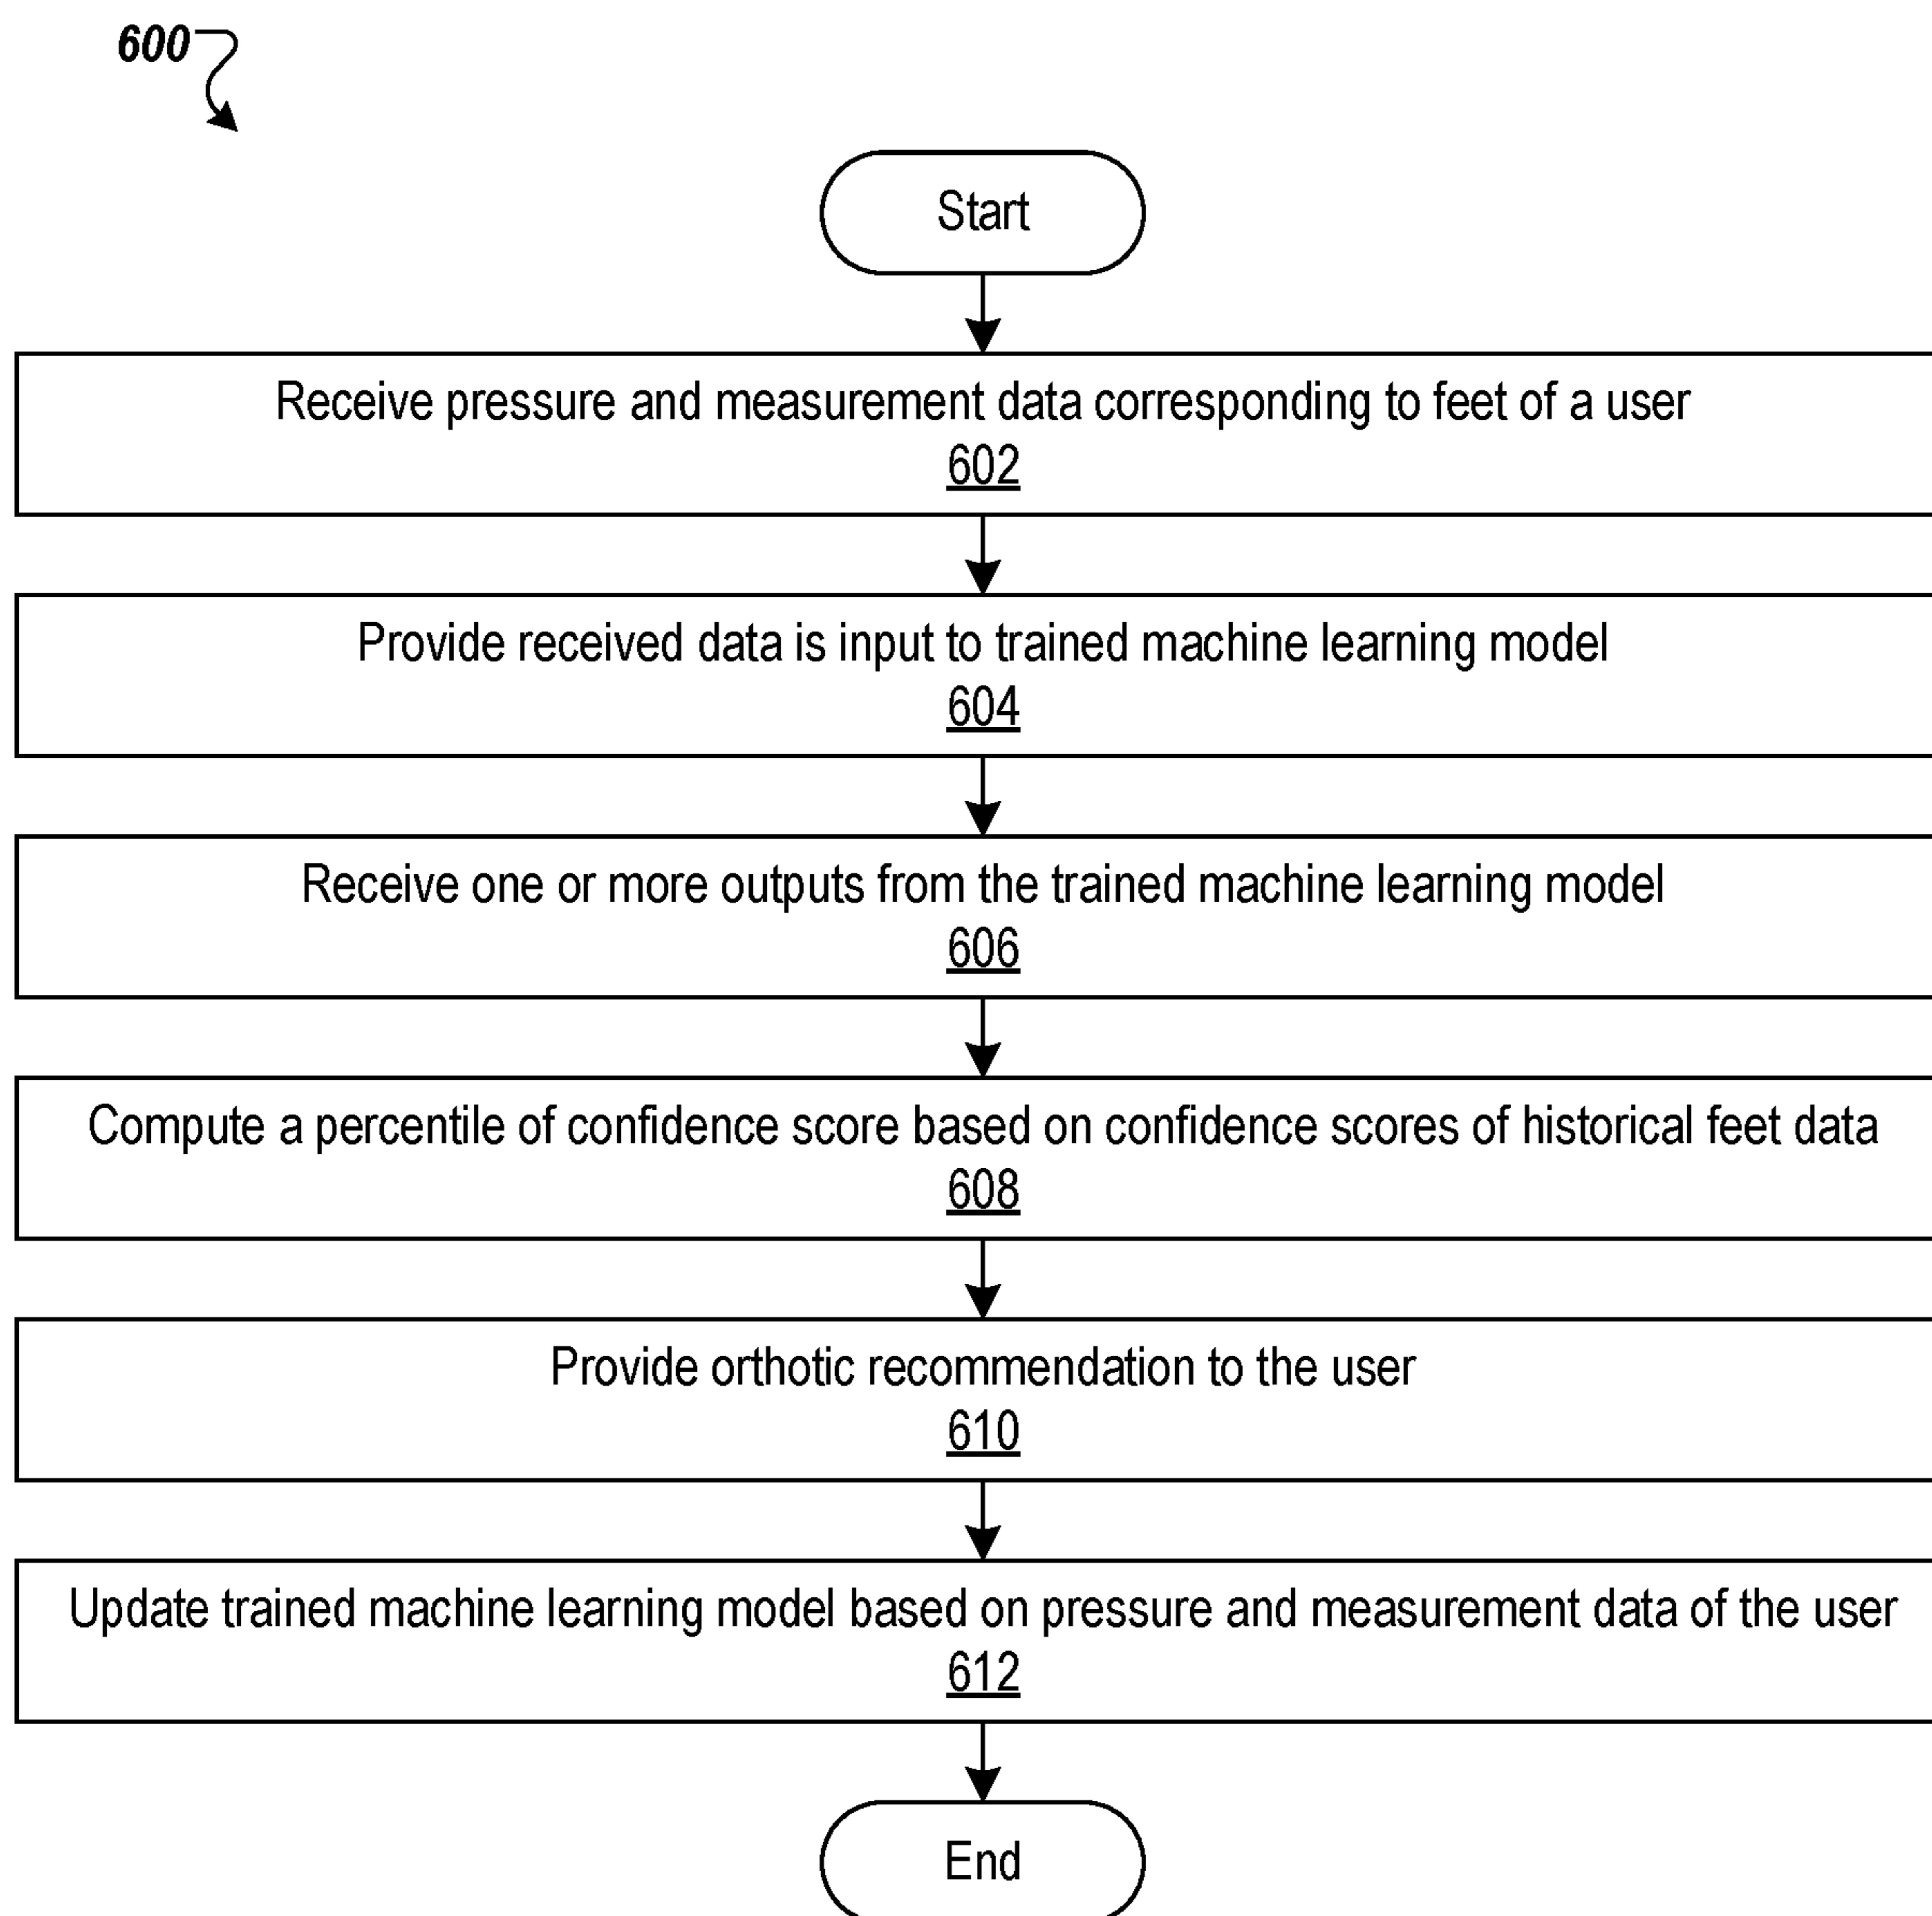 600
Start
Receive pressure and measurement data corresponding to feet of a user
602
Provide received data is input to trained machine learning model
604
Receive one or more outputs from the trained machine learning model
606
Compute a percentile of confidence score based on confidence scores of historical feet data
608
Provide orthotic recommendation to the user
610
Update trained machine learning model based on pressure and measurement data of the user
612
End